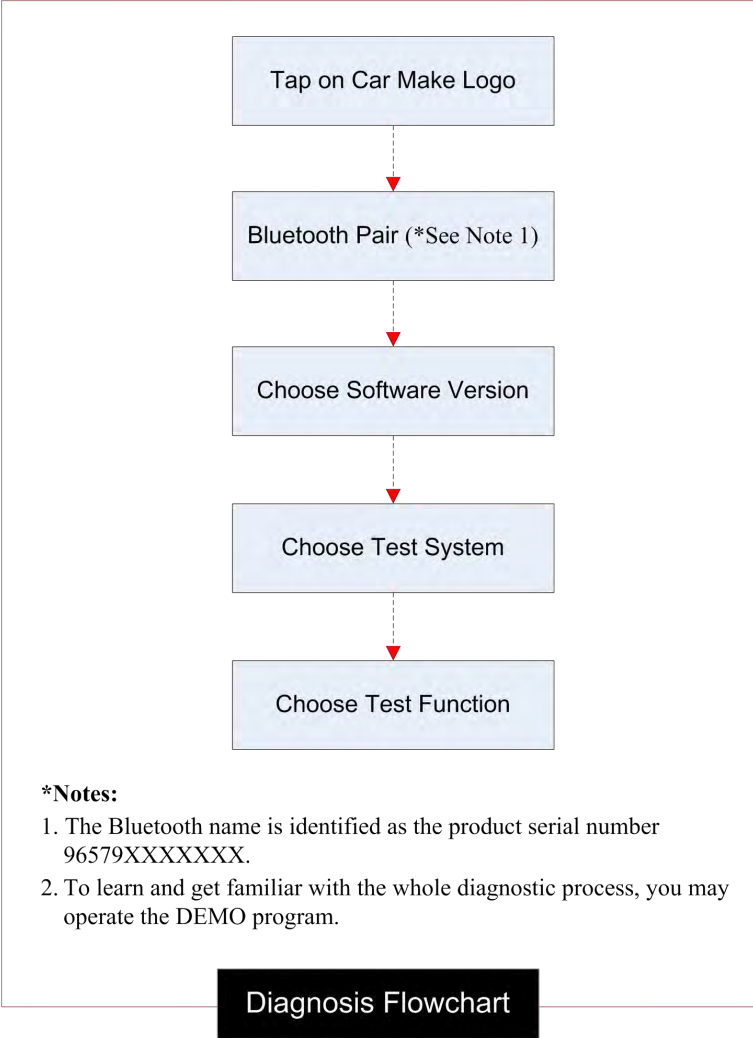 Tap on Car Make Logo
Bluetooth Pair (*See Note 1)
Choose Software Version
Choose Test System
Choose Test Function
*Notes:
1. The Bluetooth name is identified as the product serial number
96579XXXXXXX.
2. To learn and get familiar with the whole diagnostic process, you may
operate the DEMO program.
Diagnosis Flowchart